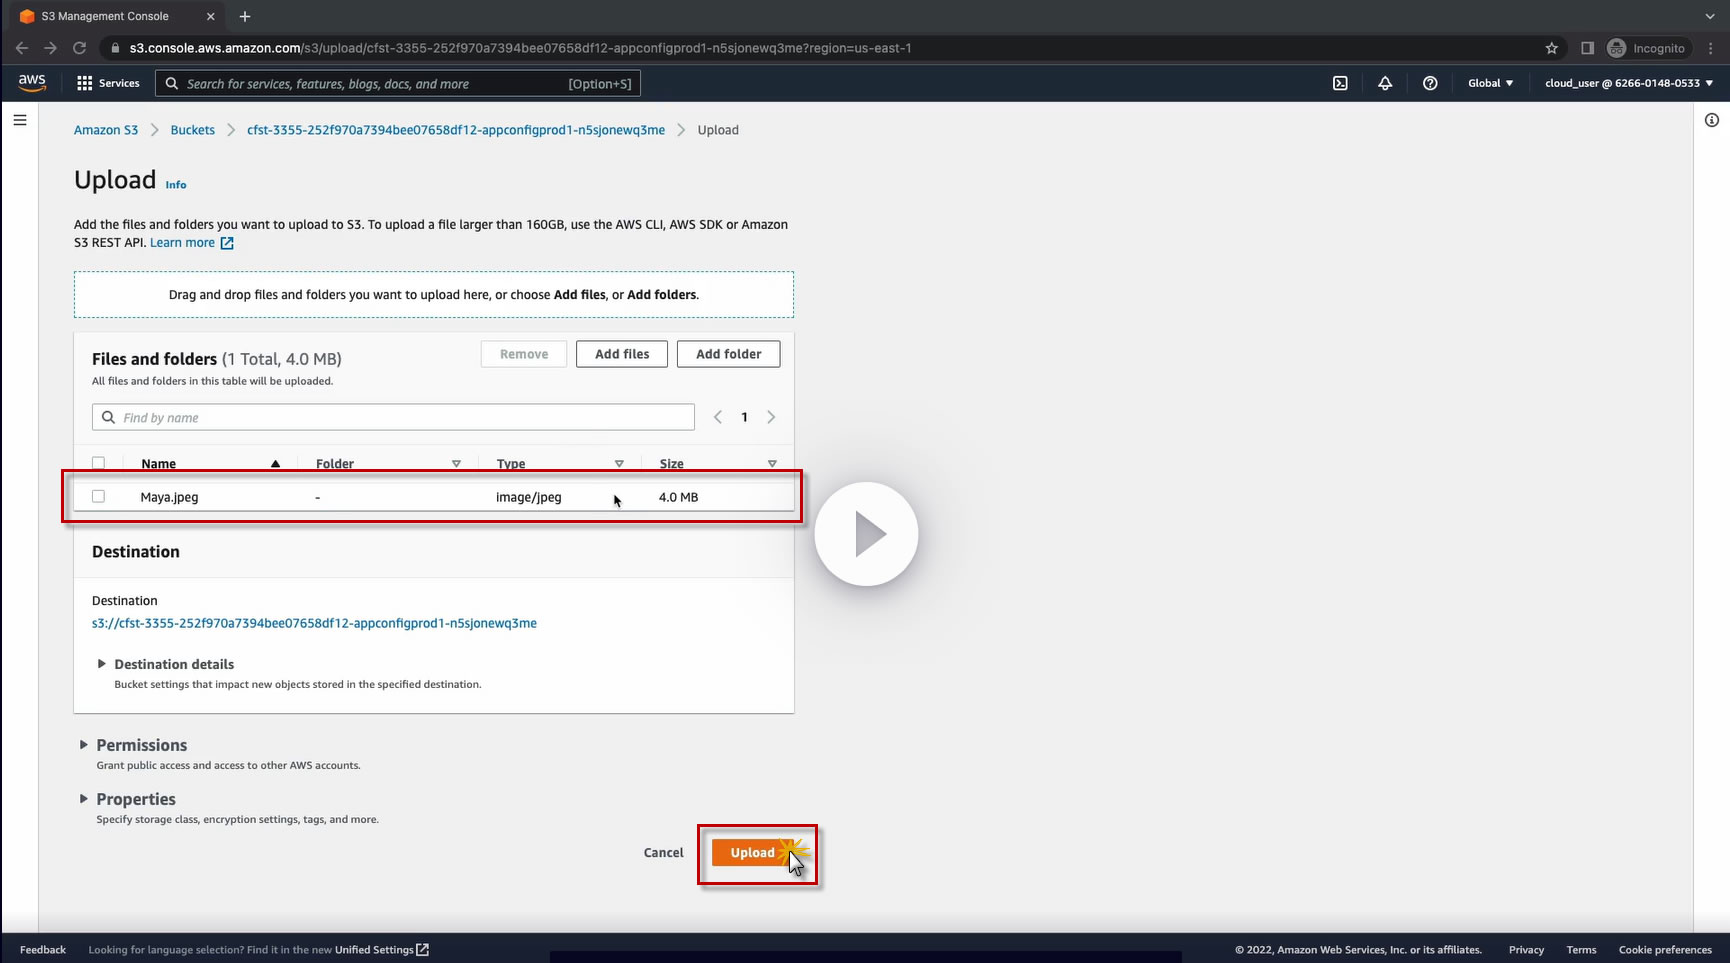 S3 Management Console
s3.console.aws.amazon.com/s3/upload/cfst-3355-252f970a7394bee07658df12-appconfigprod1-n5sjonewq3me?region=us-east-1
Incognito
aws
Services
Search for services, features, blogs, docs, and more
[Option+S]
Global
cloud_user @ 6266-0148-0533
Amazon S3
Buckets
cfst-3355-252f970a7394bee07658df12-appconfigprod1-n5sjonewq3me
Upload
Upload
Info
Add the files and folders you want to upload to S3. To upload a file larger than 160GB, use the AWS CLI, AWS SDK or Amazon
S3 REST API. Learn more
Drag and drop files and folders you want to upload here, or choose Add files, or Add folders.
Files and folders (1 Total, 4.0 MB)
Remove
Add files
Add folder
All files and folders in this table will be uploaded.
Find by name
1
Name
Folder
Type
Size
Maya.jpeg
-
image/jpeg
4.0 MB
Destination
Destination
s3://cfst-3355-252f970a7394bee07658df12-appconfigprod1-n5sjonewq3me
Destination details
Bucket settings that impact new objects stored in the specified destination.
Permissions
Grant public access and access to other AWS accounts.
Properties
Specify storage class, encryption settings, tags, and more.
Cancel
Upload
Feedback
Looking for language selection? Find it in the new Unified Settings
© 2022, Amazon Web Services, Inc. or its affiliates.
Privacy
Terms
Cookie preferences